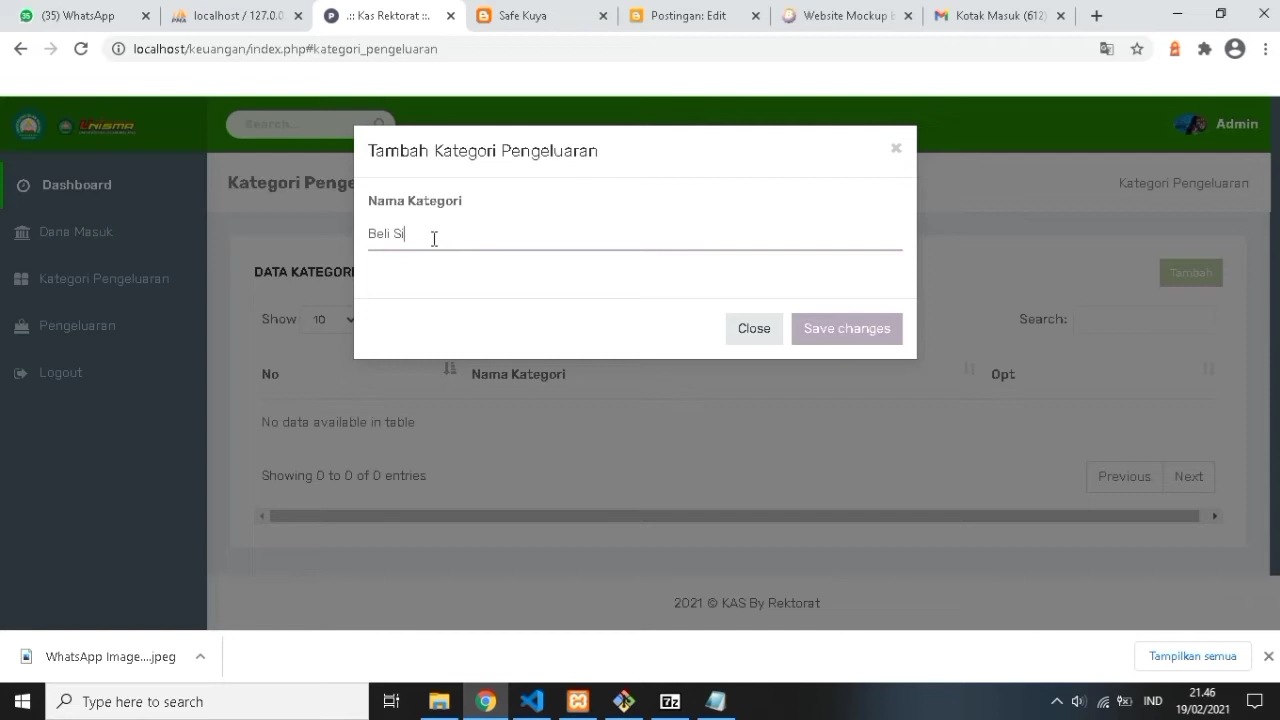 (35) WhatsApp
localhost / 127.0.0
.:: Kas Rektorat ::.
Safe Kuya
Postingan: Edit
Website Mockup b
Kotak Masuk (612)
localhost/keuangan/index.php#kategori_pengeluaran
UNISMA
Search...
Admin
Tambah Kategori Pengeluaran
Dashboard
Kategori Penge
Kategori Pengeluaran
Nama Kategori
Dana Masuk
Beli Si
DATA KATEGORI
Tambah
Kategori Pengeluaran
Show 10
Search:
Pengeluaran
Close
Save changes
Logout
No
Nama Kategori
Opt
No data available in table
Showing 0 to 0 of 0 entries
Previous
Next
2021 © KAS By Rektorat
WhatsApp Image....jpeg
Tampilkan semua
Type here to search
IND
21.46
19/02/2021